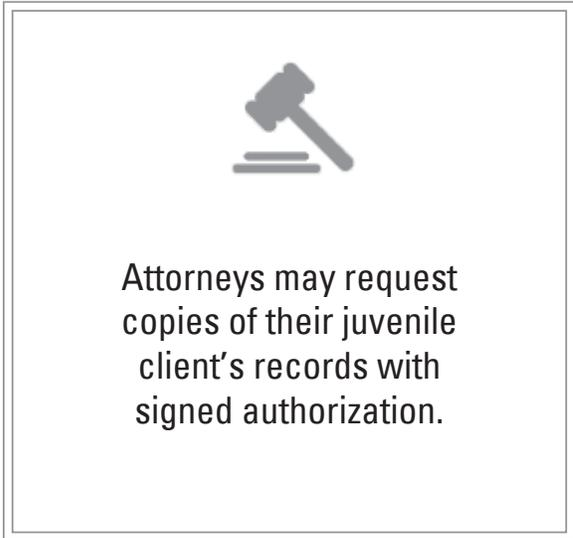 Attorneys may request
copies of their juvenile
client’s records with
signed authorization.